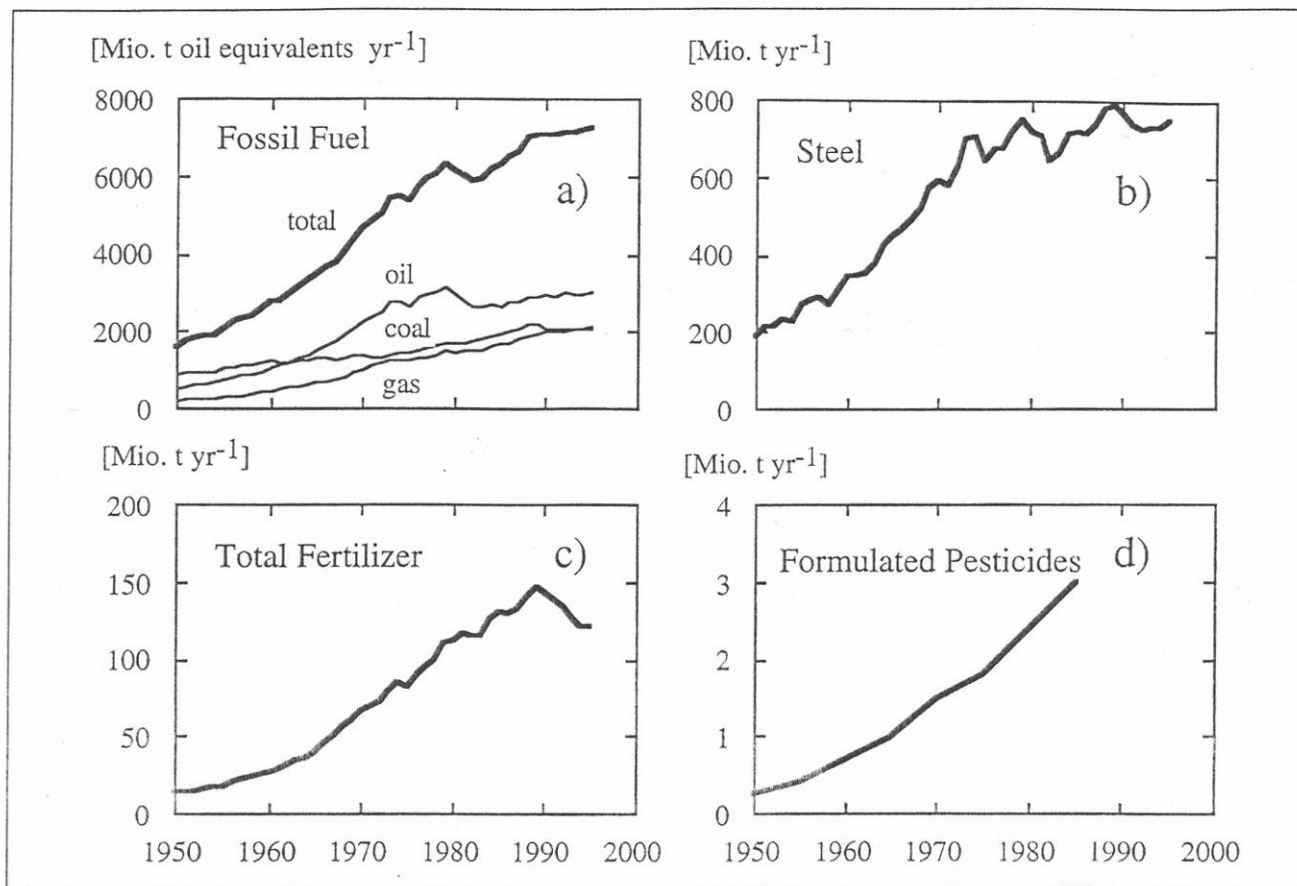 [Mio. t oil equivalents yr-1]
8000
6000
4000
2000
0
Fossil Fuel
a)
total
oil
coal
gas
[Mio. t yr-1]
800
600
400
200
0
Steel
b)
[Mio. t yr-1]
200
150
100
50
0
Total Fertilizer
c)
1950 1960 1970 1980 1990 2000
[Mio. t yr-1]
4
3
2
1
0
Formulated Pesticides
d)
1950 1960 1970 1980 1990 2000